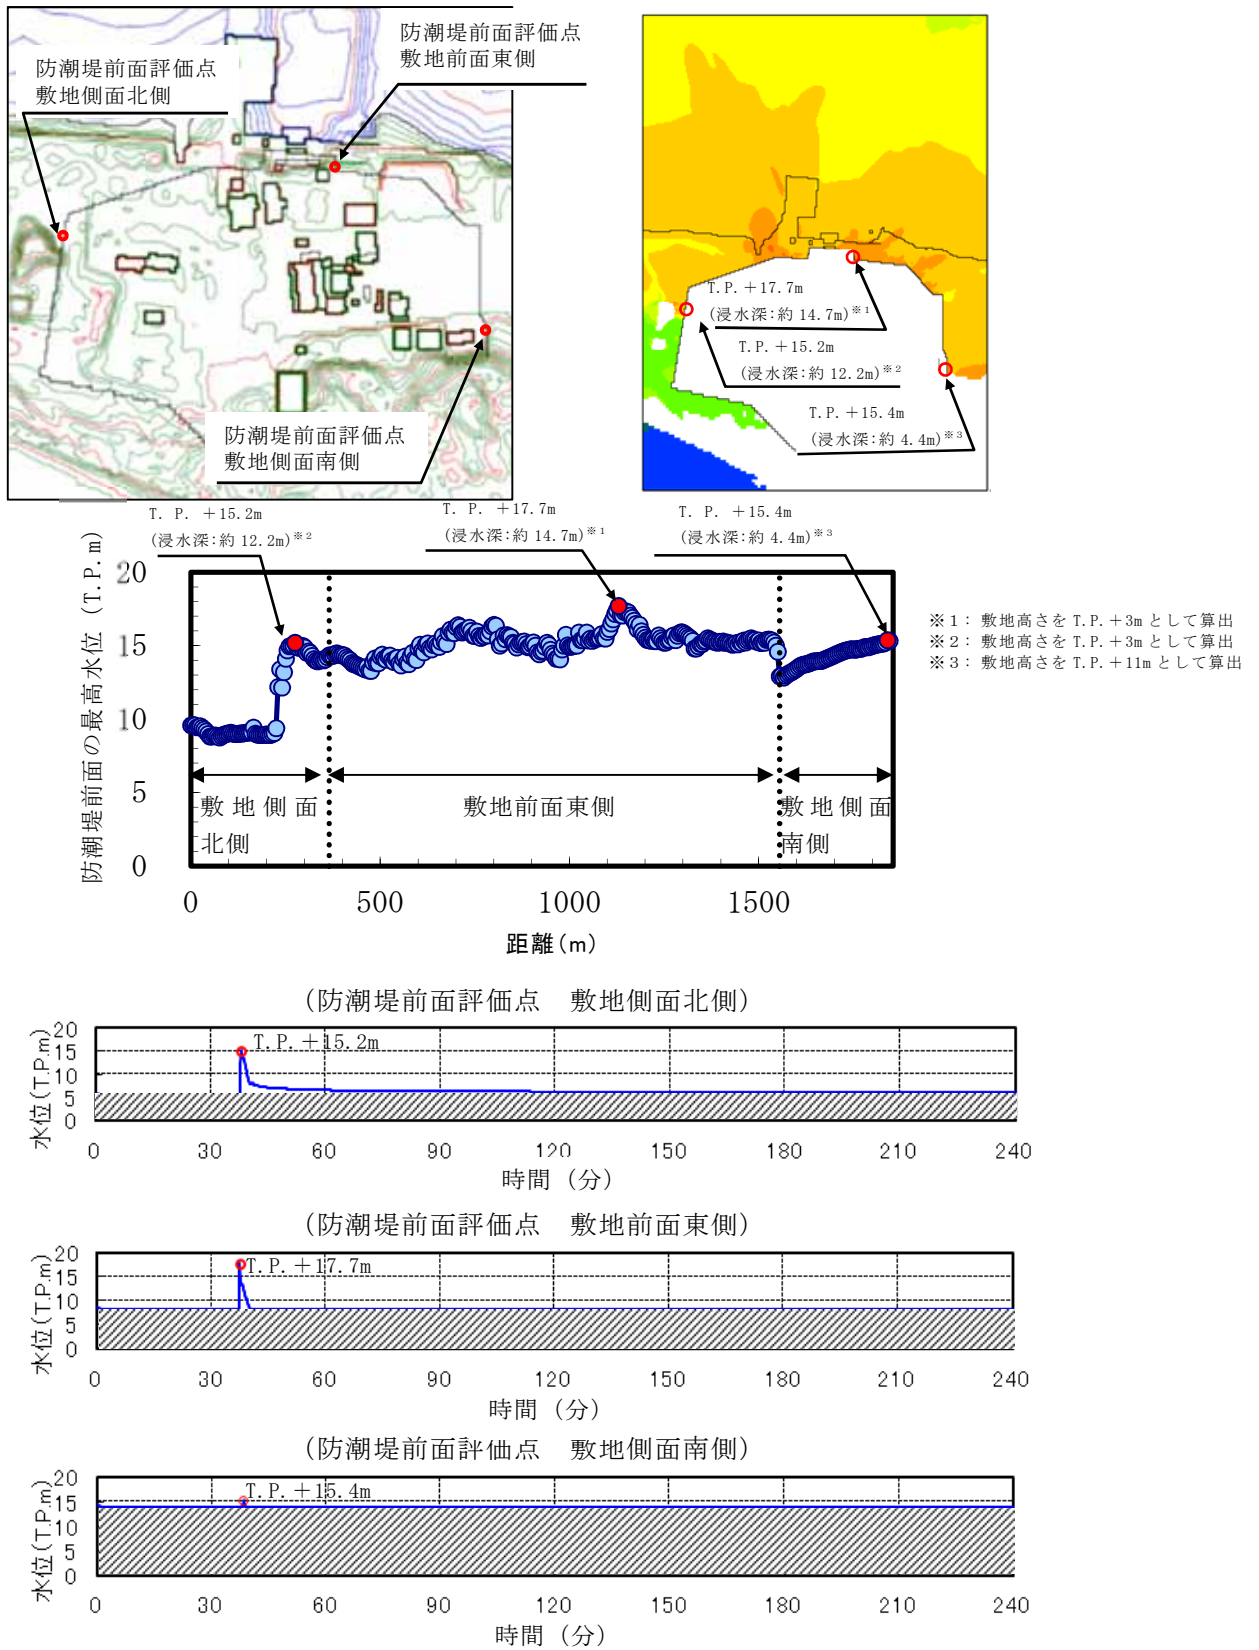 防潮堤前面評価点
敷地側面北側
防潮堤前面評価点
敷地前面東側
防潮堤前面評価点
敷地側面南側
T.P.+17.7m
(浸水深:約 14.7m)※1
T.P.+15.2m
(浸水深:約 12.2m)※2
T.P.+15.4m
(浸水深:約 4.4m)※3
T. P. +15.2m
(浸水深:約 12.2m)※2
T. P. +17.7m
(浸水深:約 14.7m)※1
T. P. +15.4m
(浸水深:約 4.4m)※3
防潮堤前面の最高水位 (T.P.m)
20
15
10
5
0
敷地側面
北側
敷地前面東側
敷地側面
南側
0 500 1000 1500
距離(m)
※1: 敷地高さを T.P.+3m として算出
※2: 敷地高さを T.P.+3m として算出
※3: 敷地高さを T.P.+11m として算出
(防潮堤前面評価点 敷地側面北側)
水位(T.P.m)
20
15
10
5
0
T.P.+15.2m
0 30 60 90 120 150 180 210 240
時間 (分)
(防潮堤前面評価点 敷地前面東側)
水位(T.P.m)
20
15
10
5
0
T.P.+17.7m
0 30 60 90 120 150 180 210 240
時間 (分)
(防潮堤前面評価点 敷地側面南側)
水位(T.P.m)
20
15
10
5
0
T.P.+15.4m
0 30 60 90 120 150 180 210 240
時間 (分)